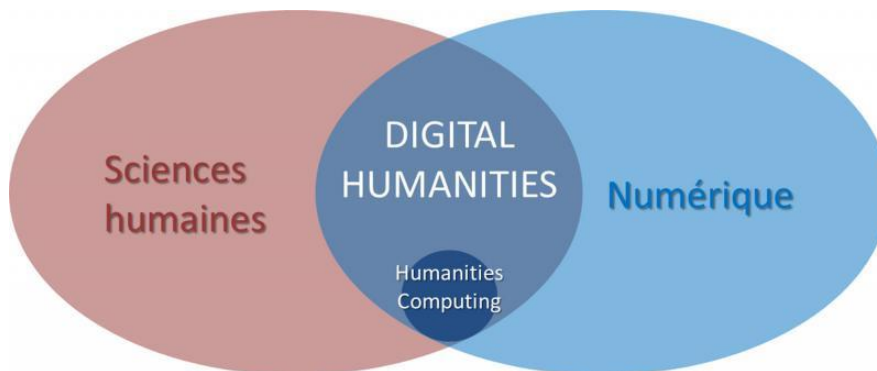 Sciences
humaines
DIGITAL
HUMANITIES
Humanities
Computing
Numérique